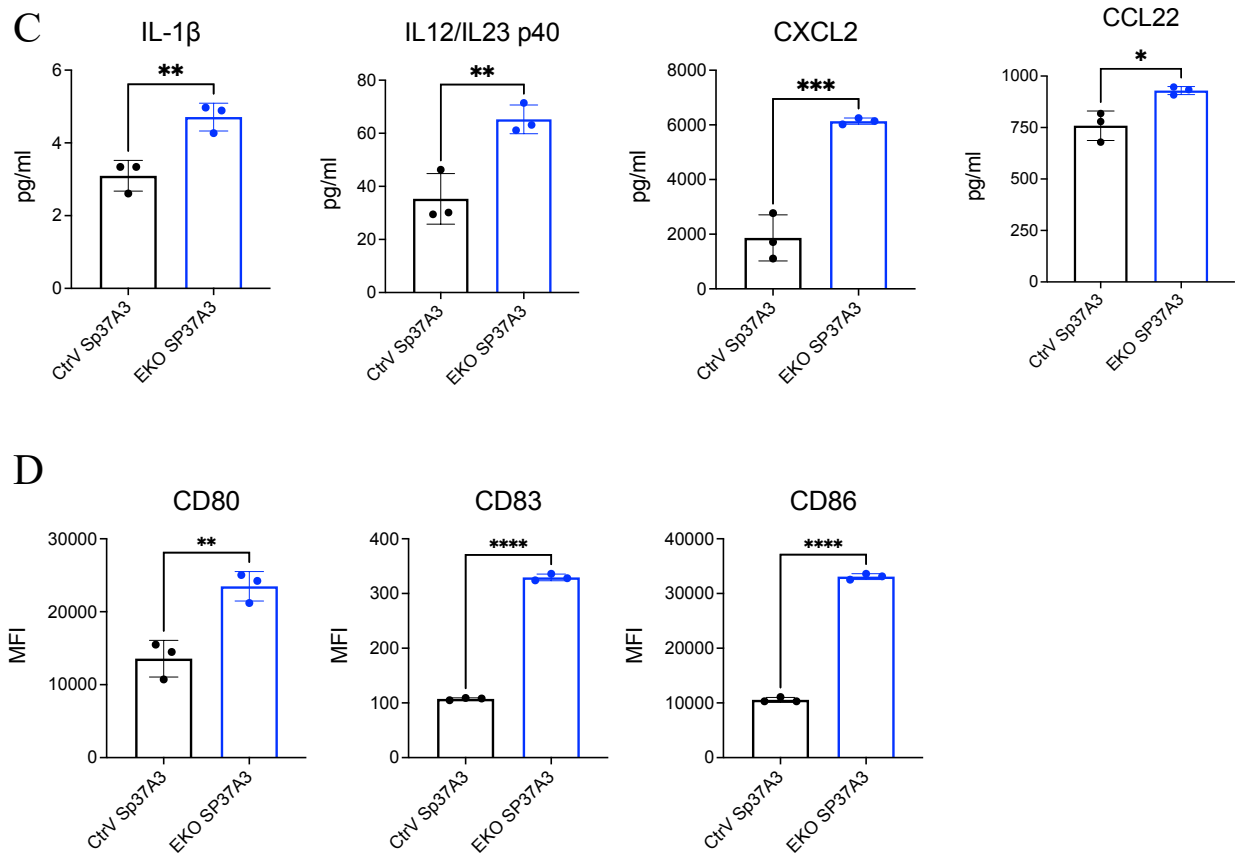 C
IL-1β
IL12/IL23 p40
CXCL2
CCL22
**
**
***
*
pg/ml
6
4
2
0
pg/ml
80
60
40
20
0
pg/ml
8000
6000
4000
2000
0
pg/ml
1000
750
500
250
0
CtrV Sp37A3
EKO SP37A3
CtrV Sp37A3
EKO SP37A3
CtrV Sp37A3
EKO SP37A3
CtrV Sp37A3
EKO SP37A3
D
CD80
CD83
CD86
**
****
****
MFI
30000
20000
10000
0
MFI
400
300
200
100
0
MFI
40000
30000
20000
10000
0
CtrV Sp37A3
EKO SP37A3
CtrV Sp37A3
EKO SP37A3
CtrV Sp37A3
EKO SP37A3